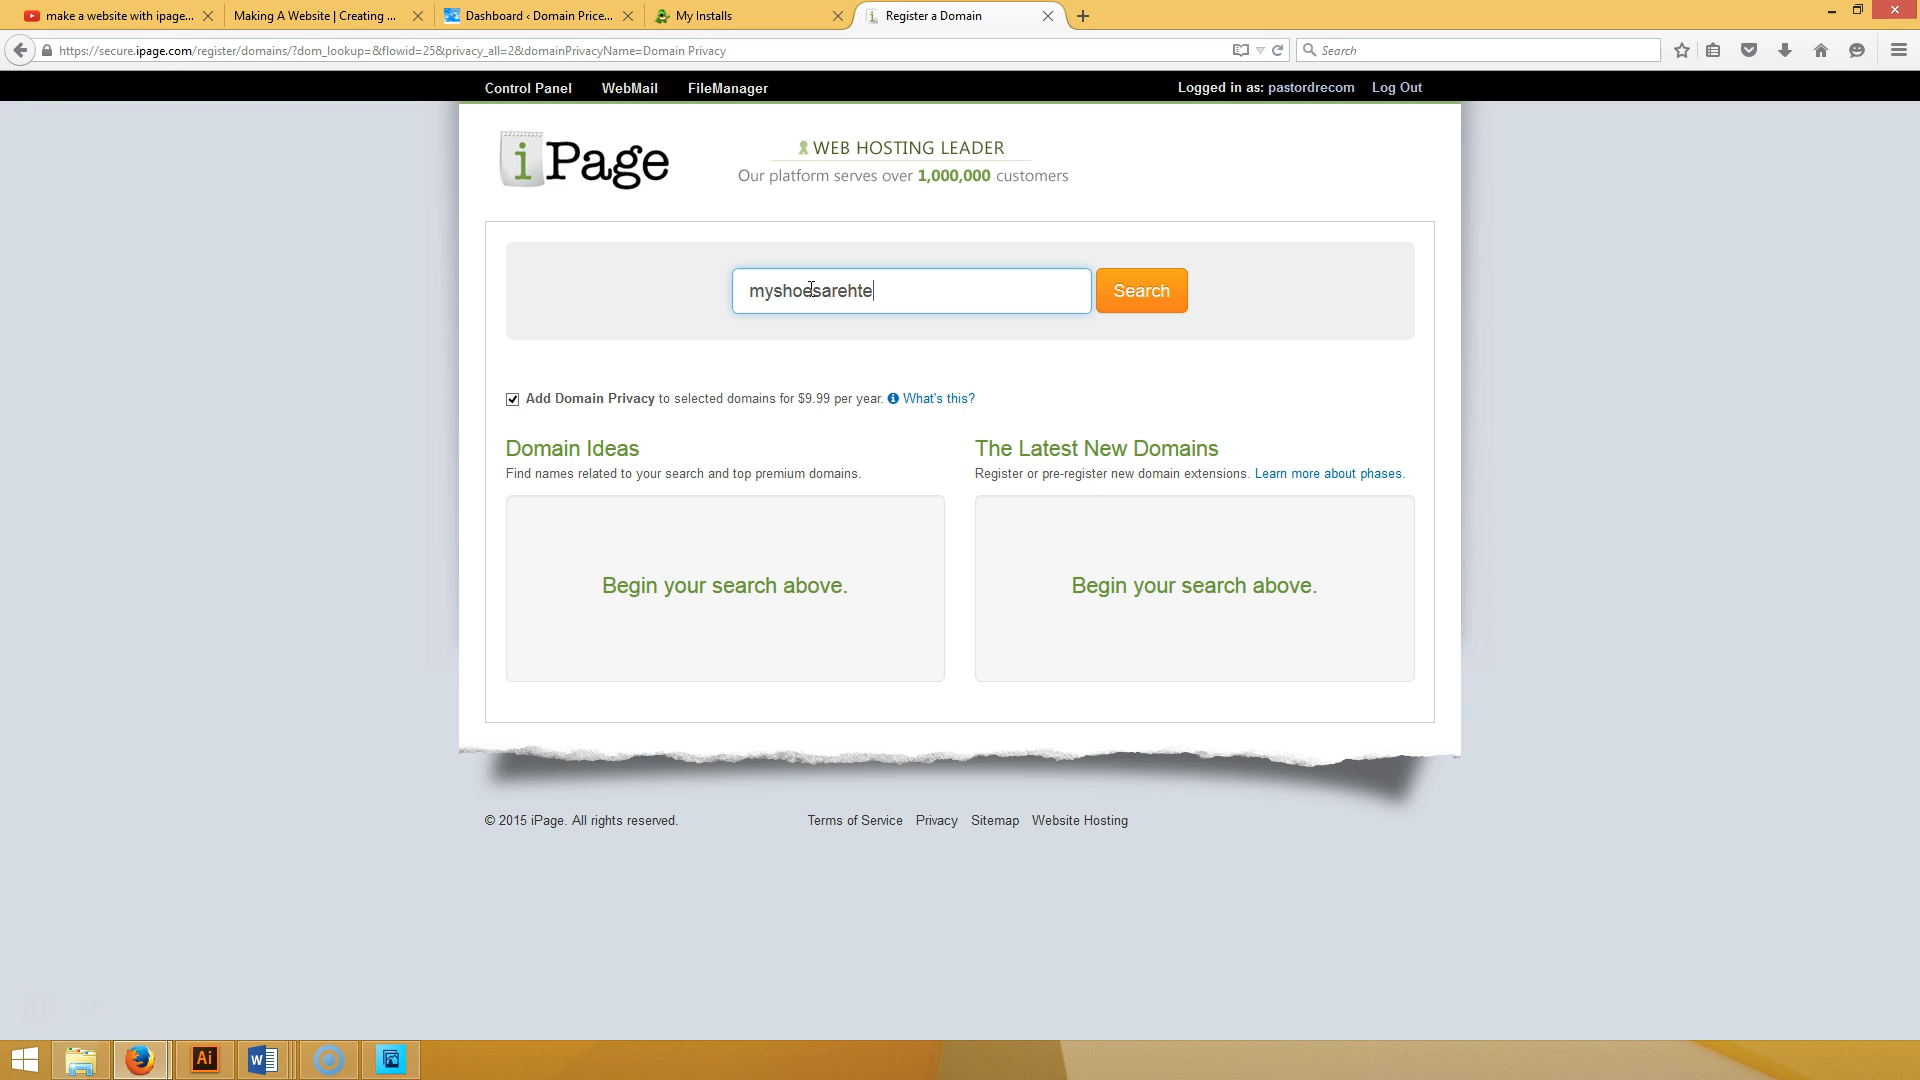 make a website with ipage...
Making A Website | Creating ...
Dashboard ‹ Domain Price...
My Installs
Register a Domain
https://secure.ipage.com/register/domains/?dom_lookup=&flowid=25&privacy_all=2&domainPrivacyName=Domain Privacy
Search
Control Panel WebMail FileManager
Logged in as: pastordrecom Log Out
iPage
WEB HOSTING LEADER
Our platform serves over 1,000,000 customers
myshoesarehte
Search
Add Domain Privacy to selected domains for $9.99 per year. What's this?
Domain Ideas
Find names related to your search and top premium domains.
Begin your search above.
The Latest New Domains
Register or pre-register new domain extensions. Learn more about phases.
Begin your search above.
© 2015 iPage. All rights reserved.
Terms of Service Privacy Sitemap Website Hosting
Ai
W